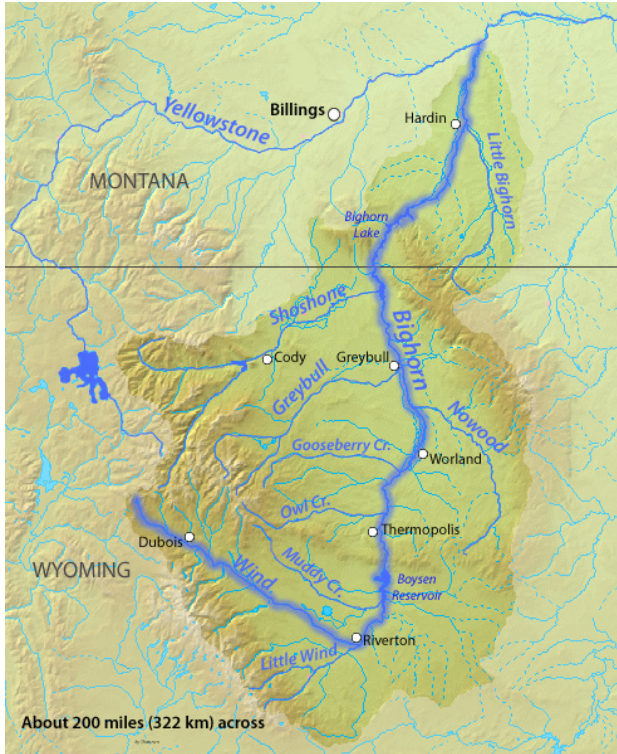 Billings
Yellowstone
Hardin
Little Bighorn
MONTANA
Bighorn
Lake
Shoshone
Bighorn
Cody
Greybull
Greybull
Nowood
Gooseberry Cr.
Worland
Owl Cr.
Thermopolis
Dubois
WYOMING
Wind
Muddy Cr.
Boysen
Reservoir
Riverton
Little Wind
About 200 miles (322 km) across